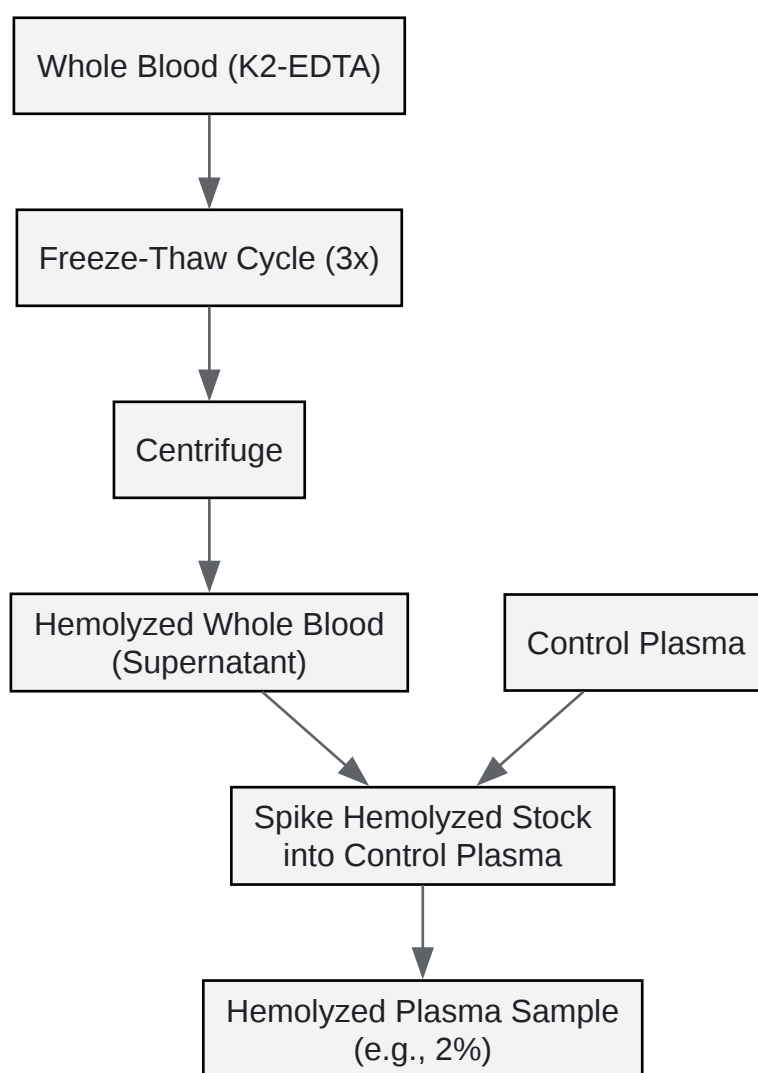 Whole Blood (K2-EDTA)
Freeze-Thaw Cycle (3x)
Centrifuge
Hemolyzed Whole Blood
(Supernatant)
Control Plasma
Spike Hemolyzed Stock
into Control Plasma
Hemolyzed Plasma Sample
(e.g., 2%)